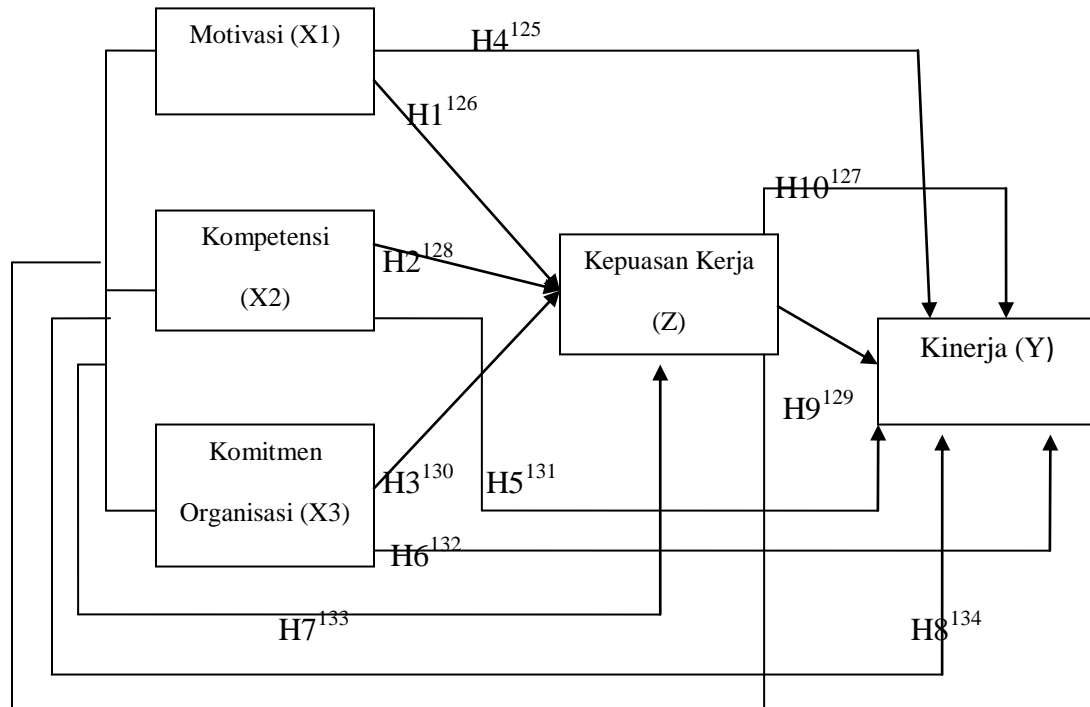 Motivasi (X1)
H4125
H1126
H10127
Kompetensi
(X2)
H2128
Kepuasan Kerja
(Z)
Kinerja (Y)
H9129
Komitmen
Organisasi (X3)
H3130
H5131
H6132
H7133
H8134